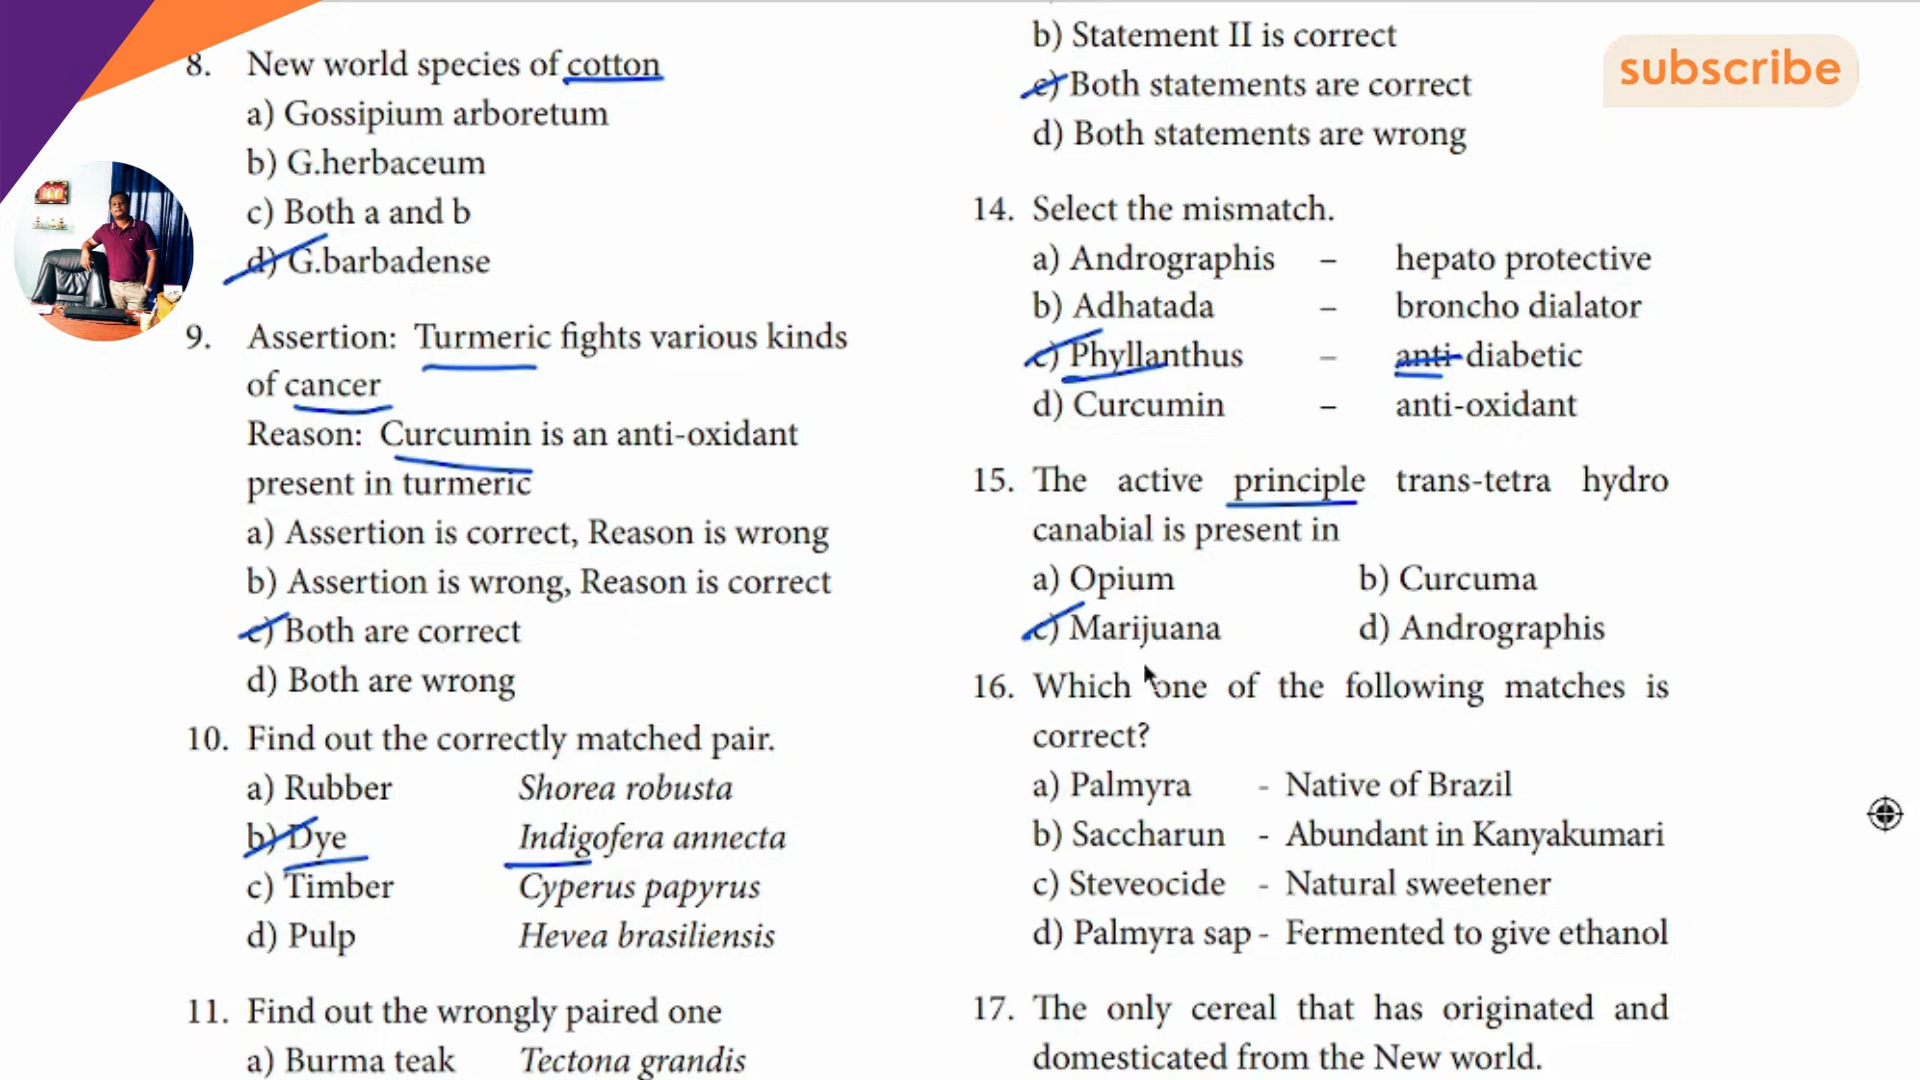 8. New world species of cotton
a) Gossipium arboretum
b) G.herbaceum
c) Both a and b
d) G.barbadense
9. Assertion: Turmeric fights various kinds
of cancer
Reason: Curcumin is an anti-oxidant
present in turmeric
a) Assertion is correct, Reason is wrong
b) Assertion is wrong, Reason is correct
c) Both are correct
d) Both are wrong
10. Find out the correctly matched pair.
a) Rubber Shorea robusta
b) Dye Indigofera annecta
c) Timber Cyperus papyrus
d) Pulp Hevea brasiliensis
11. Find out the wrongly paired one
a) Burma teak Tectona grandis
b) Statement II is correct
c) Both statements are correct
d) Both statements are wrong
14. Select the mismatch.
a) Andrographis – hepato protective
b) Adhatada – broncho dialator
c) Phyllanthus – anti-diabetic
d) Curcumin – anti-oxidant
15. The active principle trans-tetra hydro
canabial is present in
a) Opium b) Curcuma
c) Marijuana d) Andrographis
16. Which one of the following matches is
correct?
a) Palmyra - Native of Brazil
b) Saccharun - Abundant in Kanyakumari
c) Steveocide - Natural sweetener
d) Palmyra sap - Fermented to give ethanol
17. The only cereal that has originated and
domesticated from the New world.
subscribe